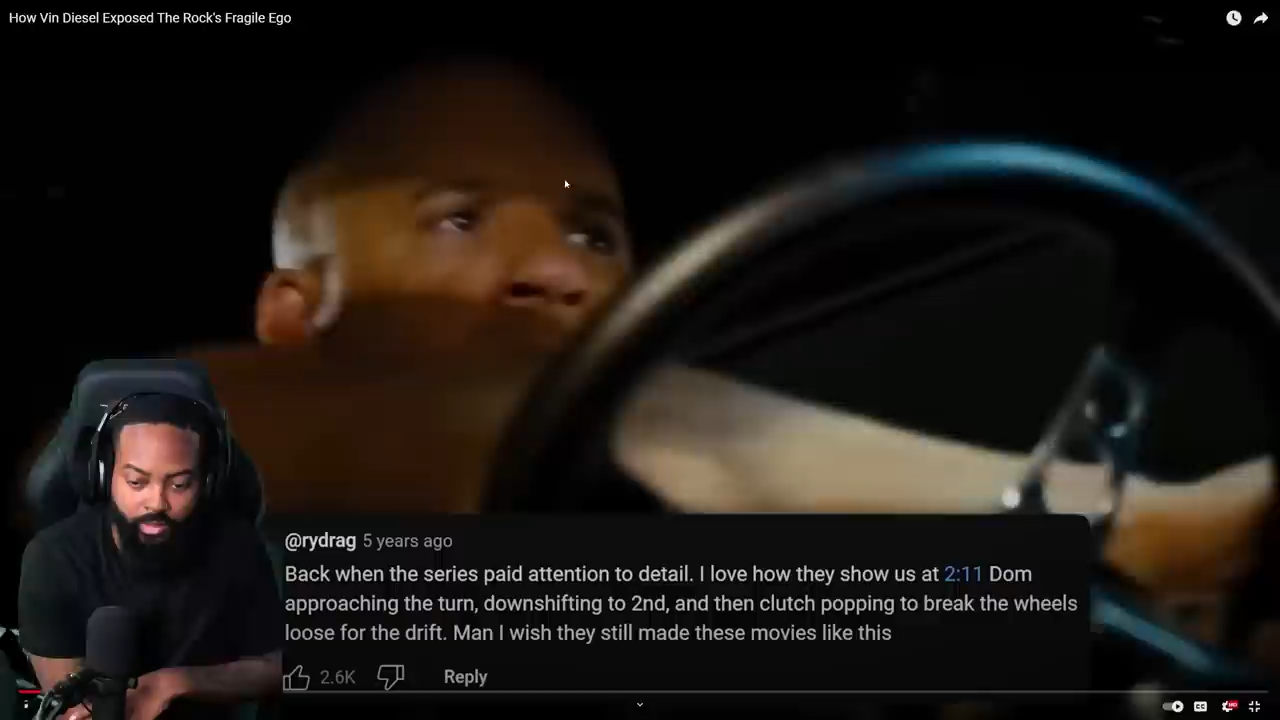 How Vin Diesel Exposed The Rock's Fragile Ego
@rydrag 5 years ago
Back when the series paid attention to detail. I love how they show us at 2:11 Dom
approaching the turn, downshifting to 2nd, and then clutch popping to break the wheels
loose for the drift. Man I wish they still made these movies like this
2.6K Reply
CC HD